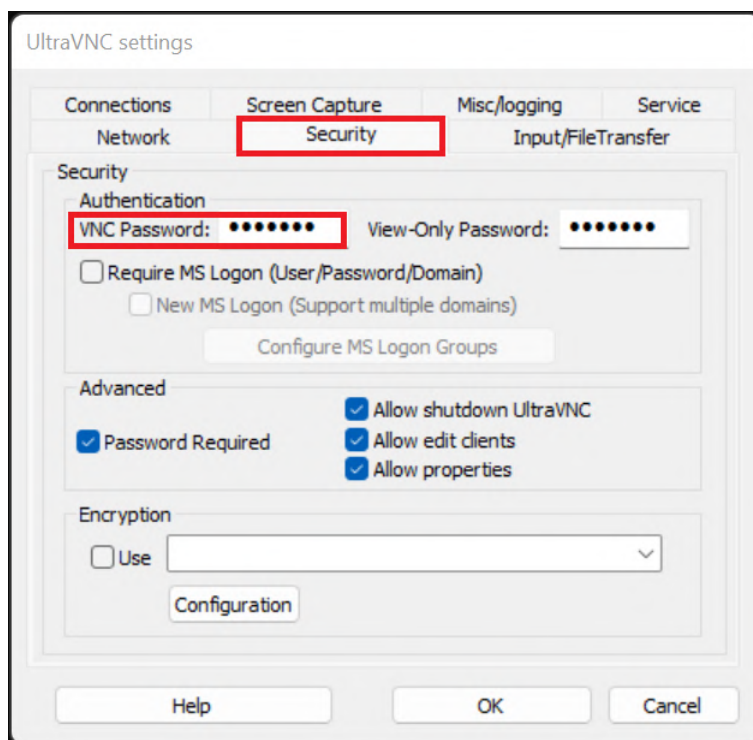 UltraVNC settings
Connections Screen Capture Misc/logging Service
Network Security Input/FileTransfer
Security
Authentication
VNC Password: ••••••• View-Only Password: •••••••
Require MS Logon (User/Password/Domain)
New MS Logon (Support multiple domains)
Configure MS Logon Groups
Advanced
Allow shutdown UltraVNC
Password Required Allow edit clients
Allow properties
Encryption
Use
Configuration
Help OK Cancel